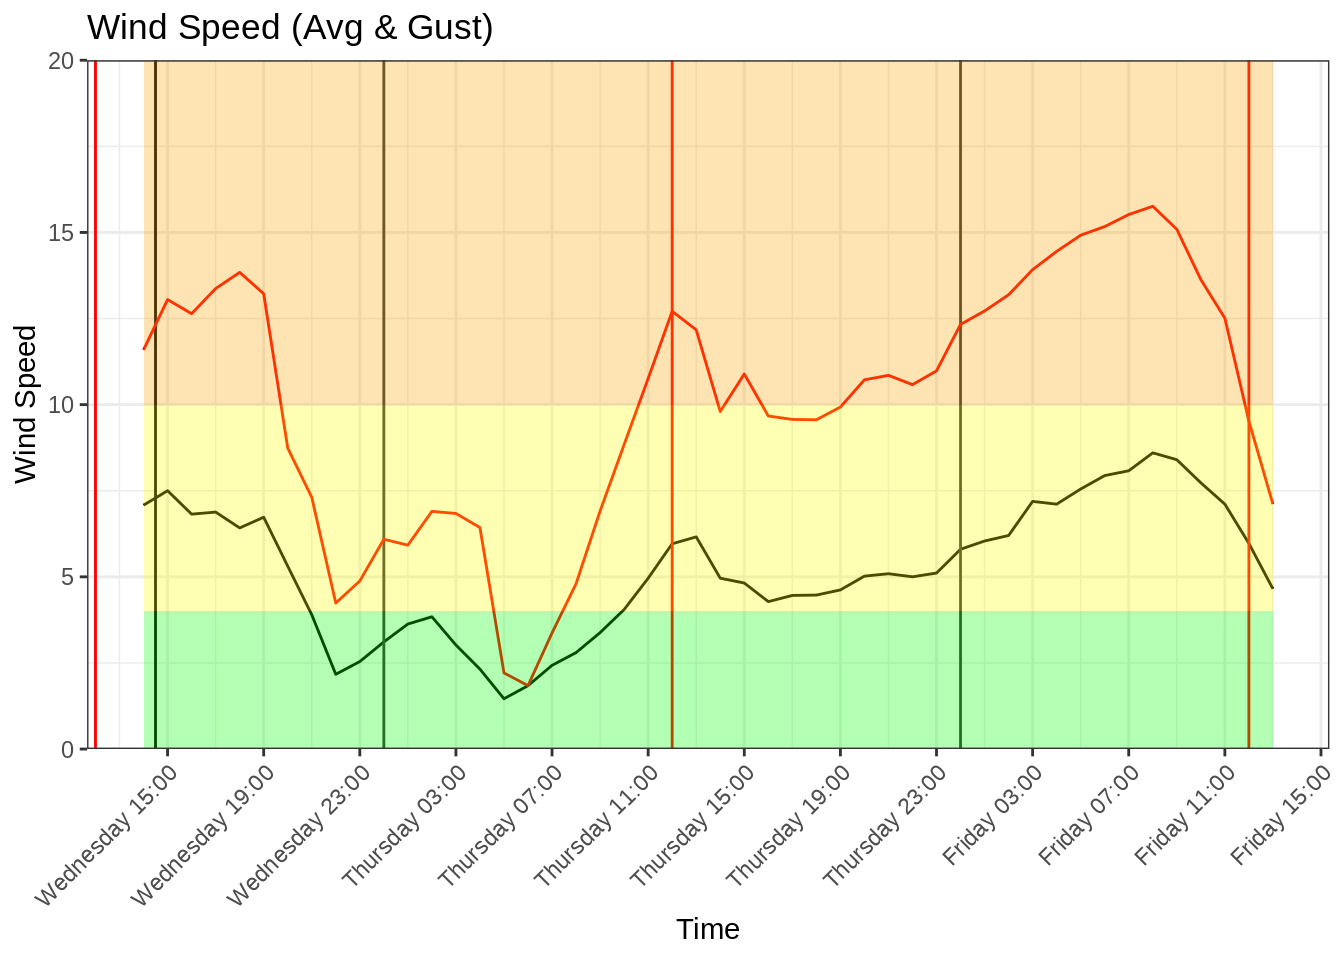 Wind Speed (Avg & Gust)
20
15
10
5
0
Wind Speed
Wednesday 15:00
Wednesday 19:00
Wednesday 23:00
Thursday 03:00
Thursday 07:00
Thursday 11:00
Thursday 15:00
Thursday 19:00
Thursday 23:00
Friday 03:00
Friday 07:00
Friday 11:00
Friday 15:00
Time